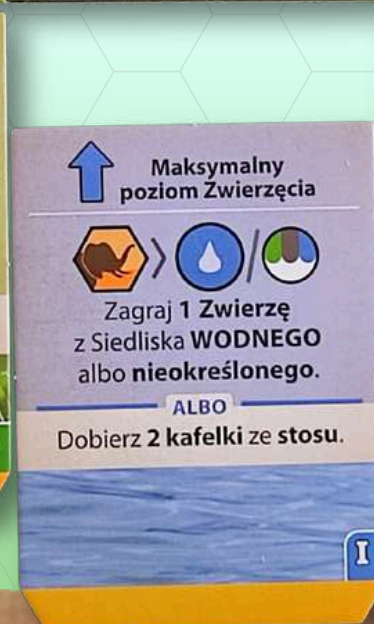 Maksymalny
poziom Zwierzęcia
Zagraj 1 Zwierzę
z Siedliska WODNEGO
albo nieokreślonego.
ALBO
Dobierz 2 kafelki ze stosu.
I